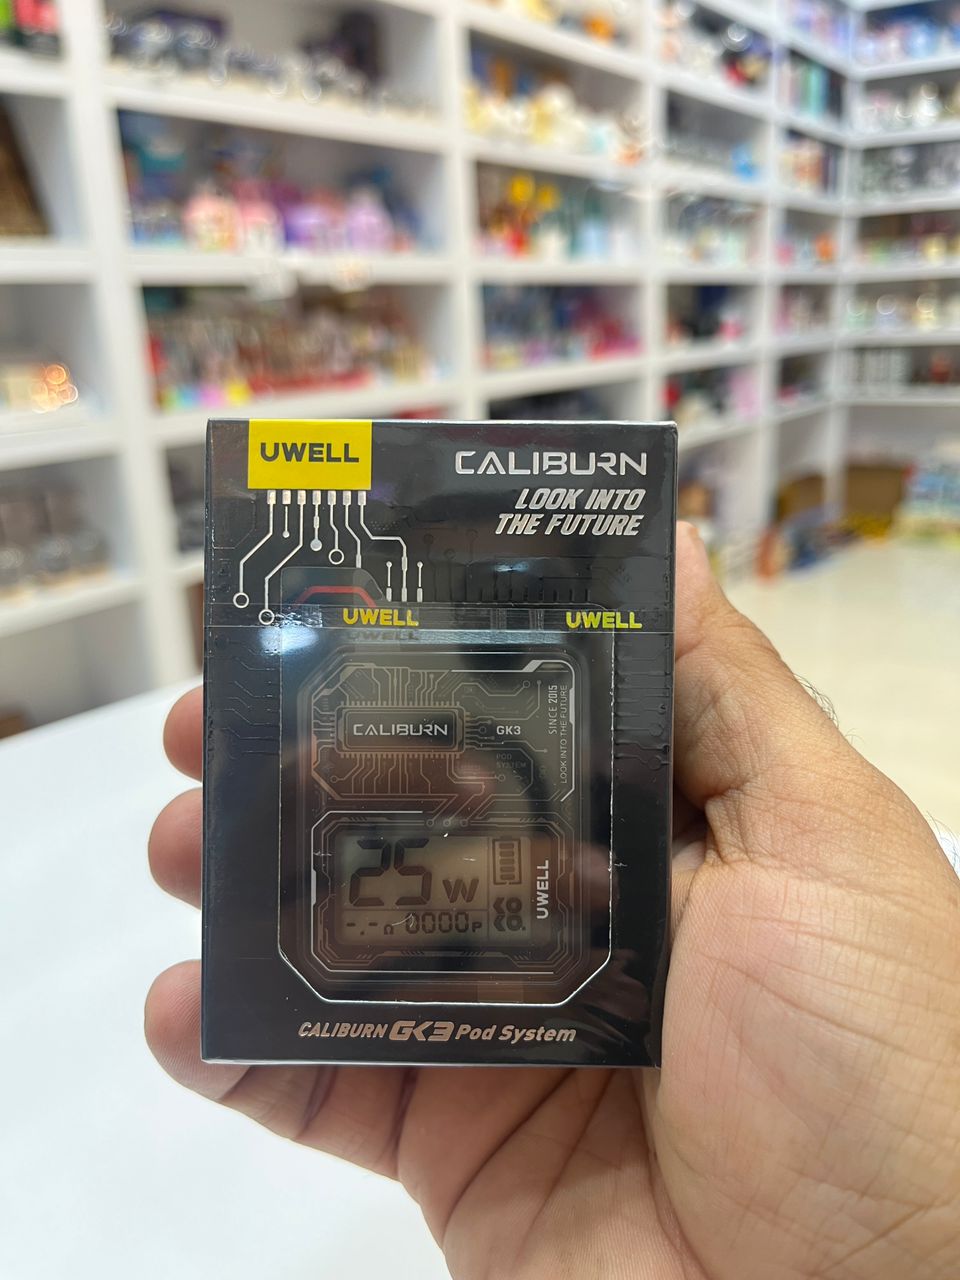 UWELL
CALIBURN
LOOK INTO
THE FUTURE
UWELL
UWELL
CALIBURN
GK3
POD
SYSTEM
SINCE 2015
LOOK INTO THE FUTURE
25 W
-.-Ω 0000P
UWELL
CALIBURN GK3 Pod System